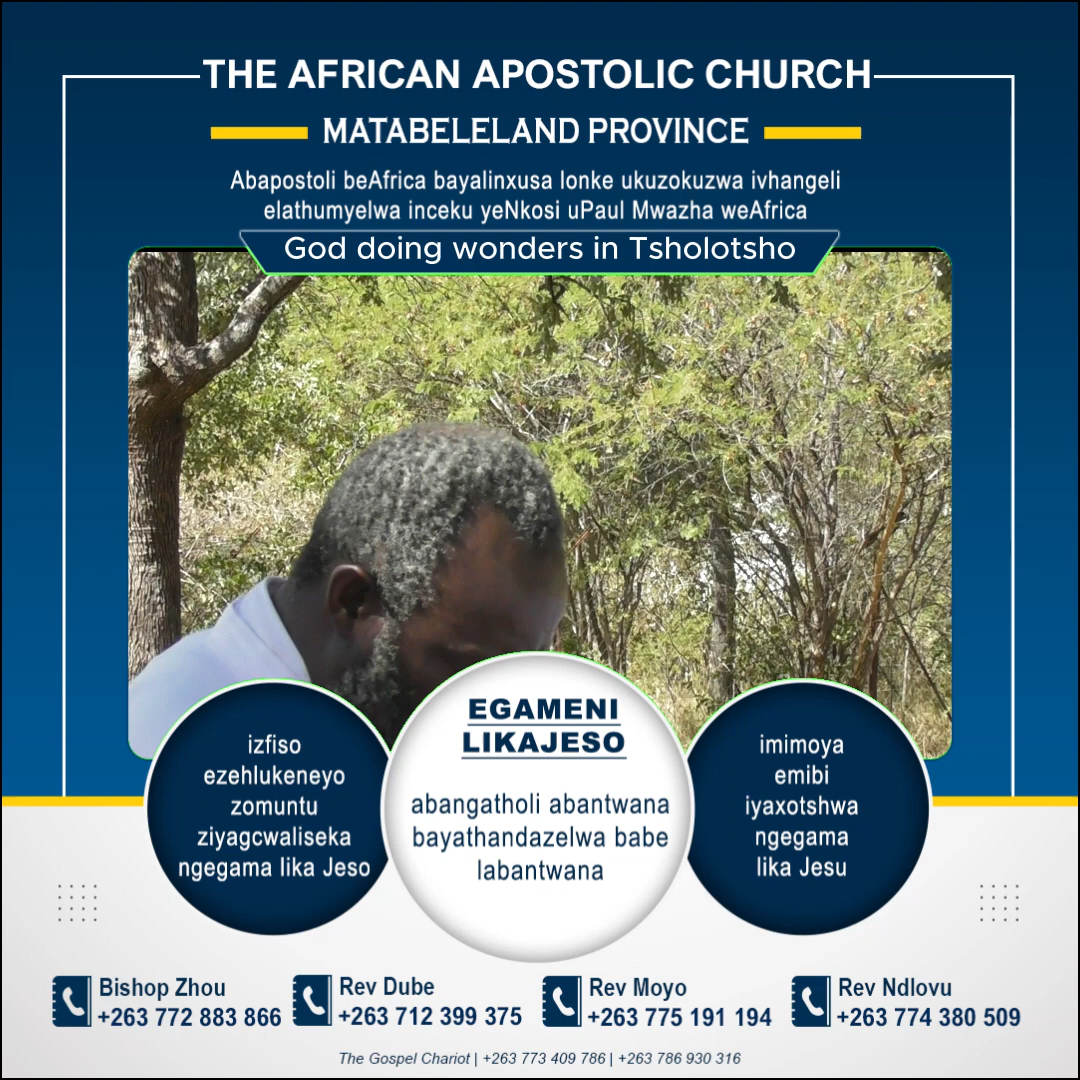 THE AFRICAN APOSTOLIC CHURCH
MATABELELAND PROVINCE
Abapostoli beAfrica bayalinxusa lonke ukuzokuzwa ivhangeli
elathumyelwa inceku yeNkosi uPaul Mwazha weAfrica
God doing wonders in Tsholotsho
izfiso
ezehlukeneyo
zomuntu
ziyagcwaliseka
ngegama lika Jeso
EGAMENI
LIKAJESO
abangatholi abantwana
bayathandazelwa babe
labantwana
imimoya
emibi
iyaxotshwa
ngegama
lika Jesu
Bishop Zhou
+263 772 883 866
Rev Dube
+263 712 399 375
Rev Moyo
+263 775 191 194
Rev Ndlovu
+263 774 380 509
The Gospel Chariot | +263 773 409 786 | +263 786 930 316